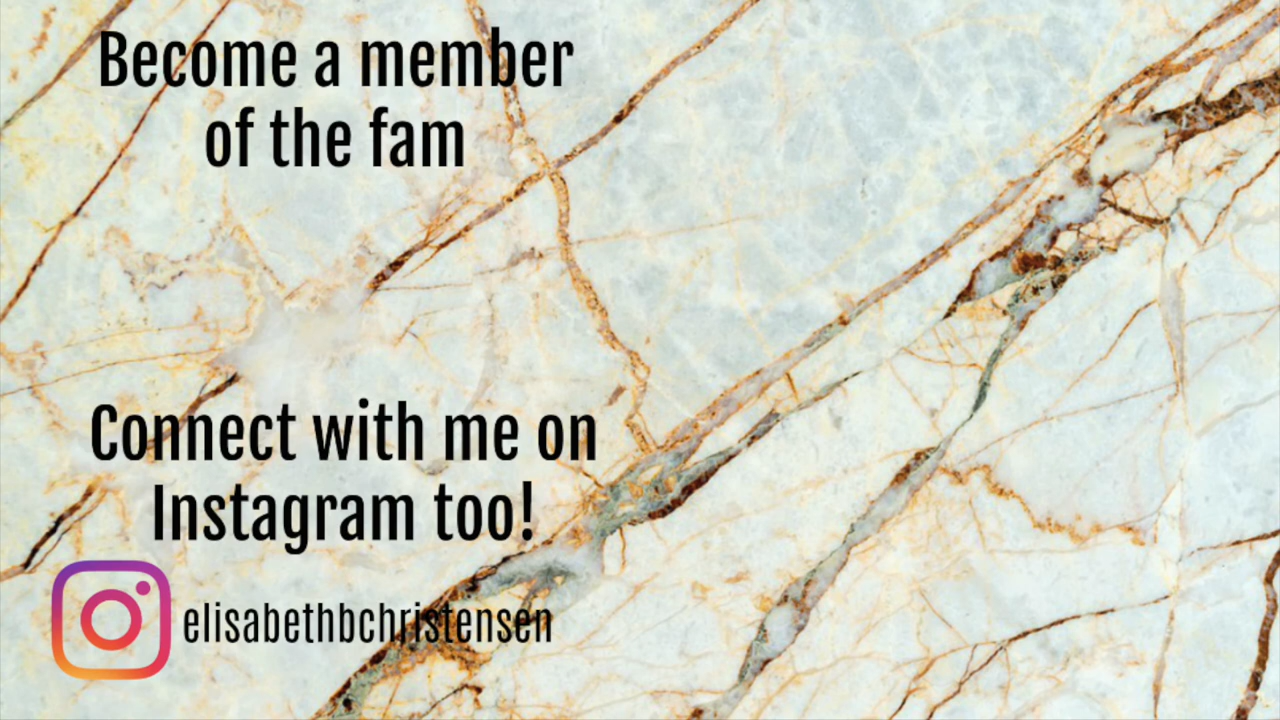 Become a member
of the fam
Connect with me on
Instagram too!
elisabethbchristensen